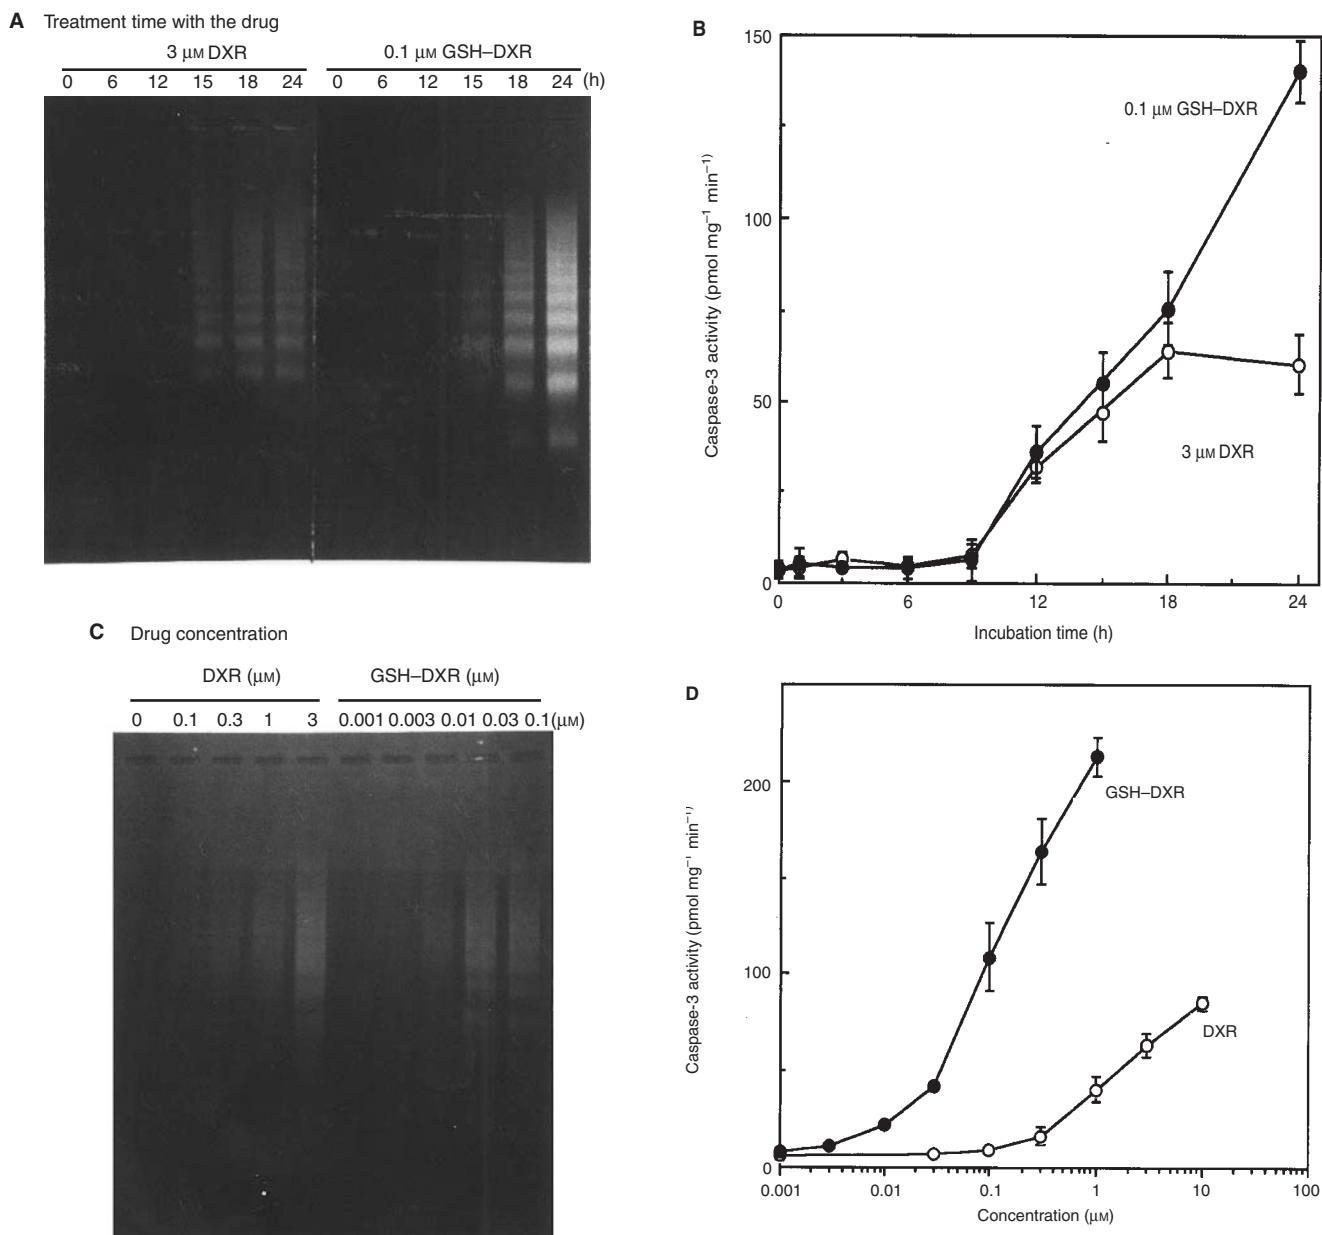 A Treatment time with the drug
3 μM DXR 0.1 μM GSH–DXR
0 6 12 15 18 24 0 6 12 15 18 24 (h)
B
150
100
50
0
Caspase-3 activity (pmol mg⁻¹ min⁻¹)
0.1 μM GSH–DXR
3 μM DXR
0 6 12 18 24
Incubation time (h)
C Drug concentration
DXR (μM) GSH–DXR (μM)
0 0.1 0.3 1 3 0.001 0.003 0.01 0.03 0.1(μM)
D
200
100
0
Caspase-3 activity (pmol mg⁻¹ min⁻¹)
GSH–DXR
DXR
0.001 0.01 0.1 1 10 100
Concentration (μM)